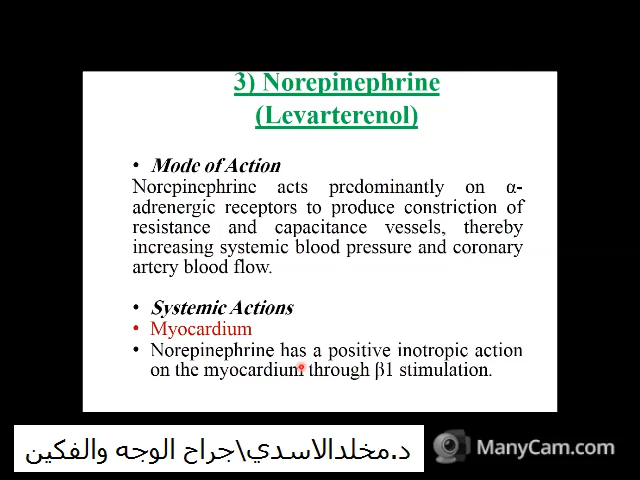 3) Norepinephrine
(Levarterenol)
• Mode of Action
Norepinephrine acts predominantly on α-
adrenergic receptors to produce constriction of
resistance and capacitance vessels, thereby
increasing systemic blood pressure and coronary
artery blood flow.
• Systemic Actions
• Myocardium
• Norepinephrine has a positive inotropic action
on the myocardium through β1 stimulation.
د.مخلدالاسدي\جراح الوجه والفكين
ManyCam.com